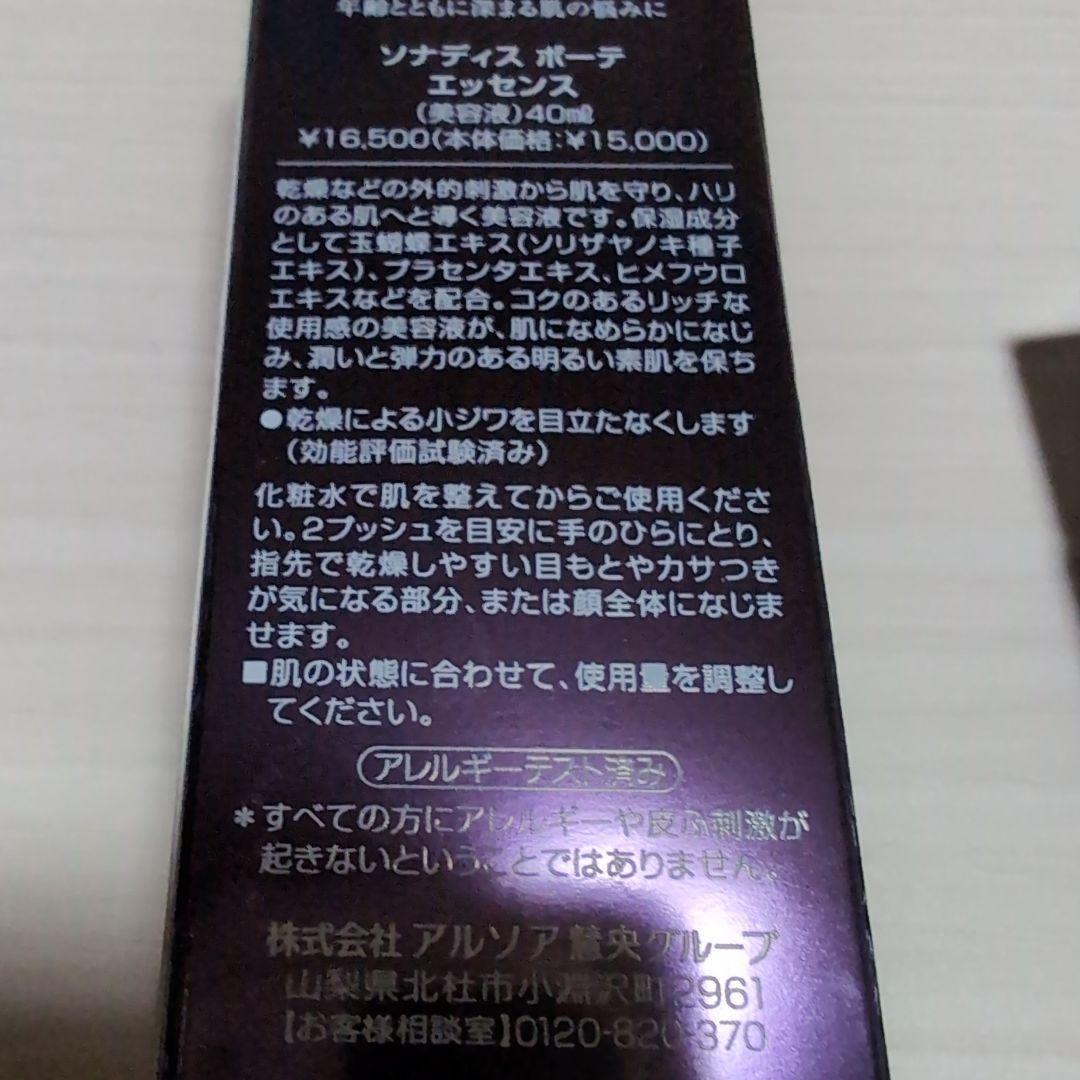 年齢とともに深まる肌の悩みに
ソナディス ボーテ
エッセンス
(美容液)40mℓ
¥16,500(本体価格:¥15,000)
乾燥などの外的刺激から肌を守り、ハリ
のある肌へと導く美容液です。保湿成分
として玉蝴蝶エキス(ソリザヤノキ種子
エキス)、プラセンタエキス、ヒメフウロ
エキスなどを配合。コクのあるリッチな
使用感の美容液が、肌になめらかになじ
み、潤いと弾力のある明るい素肌を保ち
ます。
●乾燥による小ジワを目立たなくします
(効能評価試験済み)
化粧水で肌を整えてからご使用くださ
い。2プッシュを目安に手のひらにとり、
指先で乾燥しやすい目もとやカサつき
が気になる部分、または顔全体になじま
せます。
■肌の状態に合わせて、使用量を調整し
てください。
アレルギーテスト済み
*すべての方にアレルギーや皮ふ刺激が
起きないということではありません。
株式会社 アルソア慧央グループ
山梨県北杜市小淵沢町2961
【お客様相談室】0120-820-370